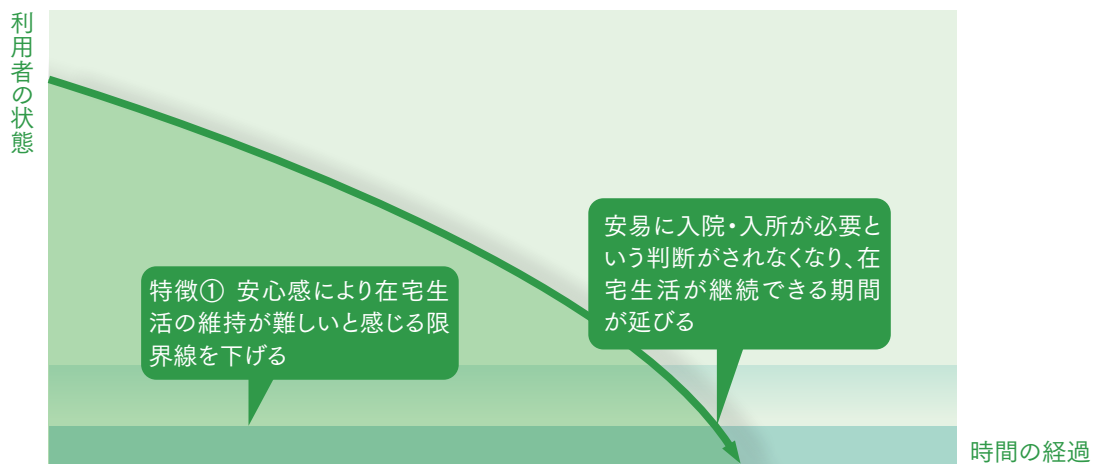 利用者の状態
安易に入院・入所が必要と
いう判断がされなくなり、在
宅生活が継続できる期間
が延びる
特徴① 安心感により在宅生
活の維持が難しいと感じる限
界線を下げる
時間の経過